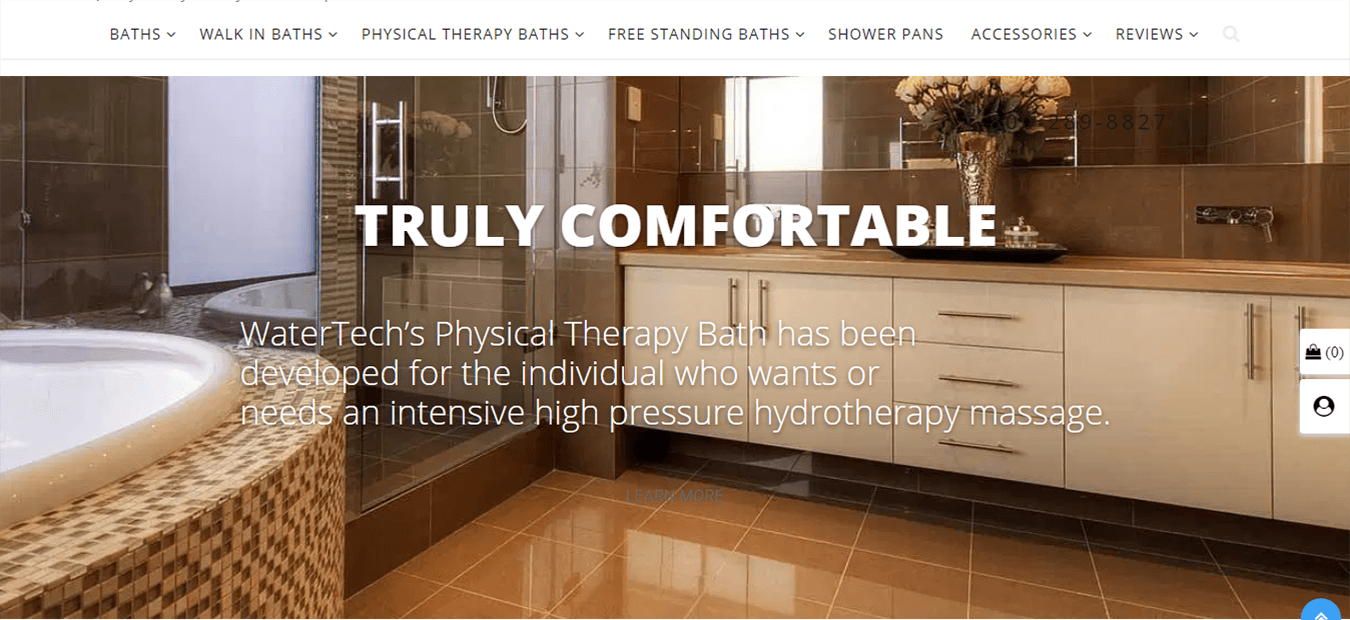 BATHS WALK IN BATHS PHYSICAL THERAPY BATHS FREE STANDING BATHS SHOWER PANS ACCESSORIES REVIEWS
289-8827
TRULY COMFORTABLE
WaterTech’s Physical Therapy Bath has been
developed for the individual who wants or
needs an intensive high pressure hydrotherapy massage.
(0)
LEARN MORE